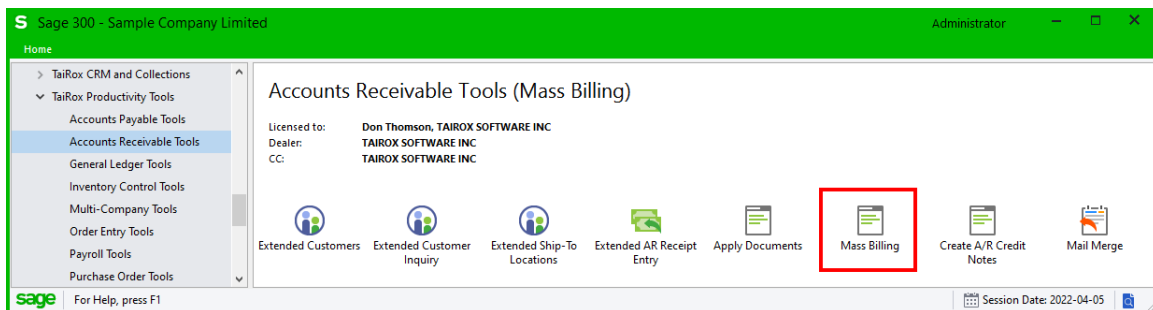 S Sage 300 - Sample Company Limited
Administrator
Home
TaiRox CRM and Collections
TaiRox Productivity Tools
Accounts Payable Tools
Accounts Receivable Tools
General Ledger Tools
Inventory Control Tools
Multi-Company Tools
Order Entry Tools
Payroll Tools
Purchase Order Tools
Accounts Receivable Tools (Mass Billing)
Licensed to: Don Thomson, TAIROX SOFTWARE INC
Dealer: TAIROX SOFTWARE INC
CC: TAIROX SOFTWARE INC
Extended Customers
Extended Customer
Inquiry
Extended Ship-To
Locations
Extended AR Receipt
Entry
Apply Documents
Mass Billing
Create A/R Credit
Notes
Mail Merge
sage For Help, press F1
Session Date: 2022-04-05